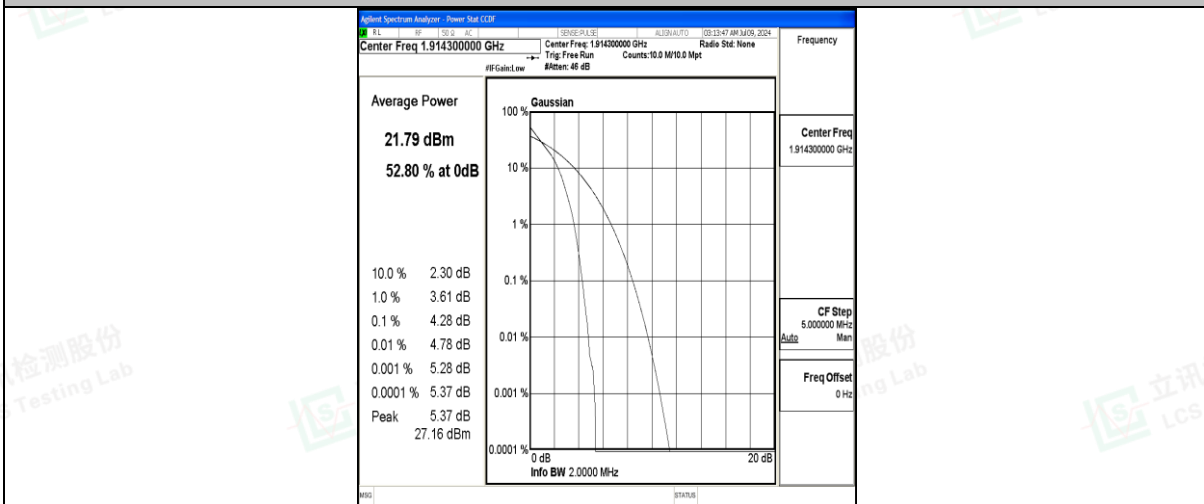 Agilent Spectrum Analyzer - Power Stat CCDF
RL RF 50 Ω AC SENSE:PULSE ALIGN AUTO 03:13:47 AM Jul 09, 2024
Center Freq 1.914300000 GHz
Center Freq: 1.914300000 GHz Radio Std: None
Trig: Free Run Counts:10.0 M/10.0 Mpt
#IFGain:Low #Atten: 46 dB
Frequency
Average Power
21.79 dBm
52.80 % at 0dB
10.0 % 2.30 dB
1.0 % 3.61 dB
0.1 % 4.28 dB
0.01 % 4.78 dB
0.001 % 5.28 dB
0.0001 % 5.37 dB
Peak 5.37 dB
27.16 dBm
Gaussian
100 %
10 %
1 %
0.1 %
0.01 %
0.001 %
0.0001 %
0 dB 20 dB
Info BW 2.0000 MHz
Center Freq
1.914300000 GHz
CF Step
5.000000 MHz
Auto Man
Freq Offset
0 Hz
MSG STATUS
检测股份
Testing Lab
股份
ng Lab
立讯
LCS